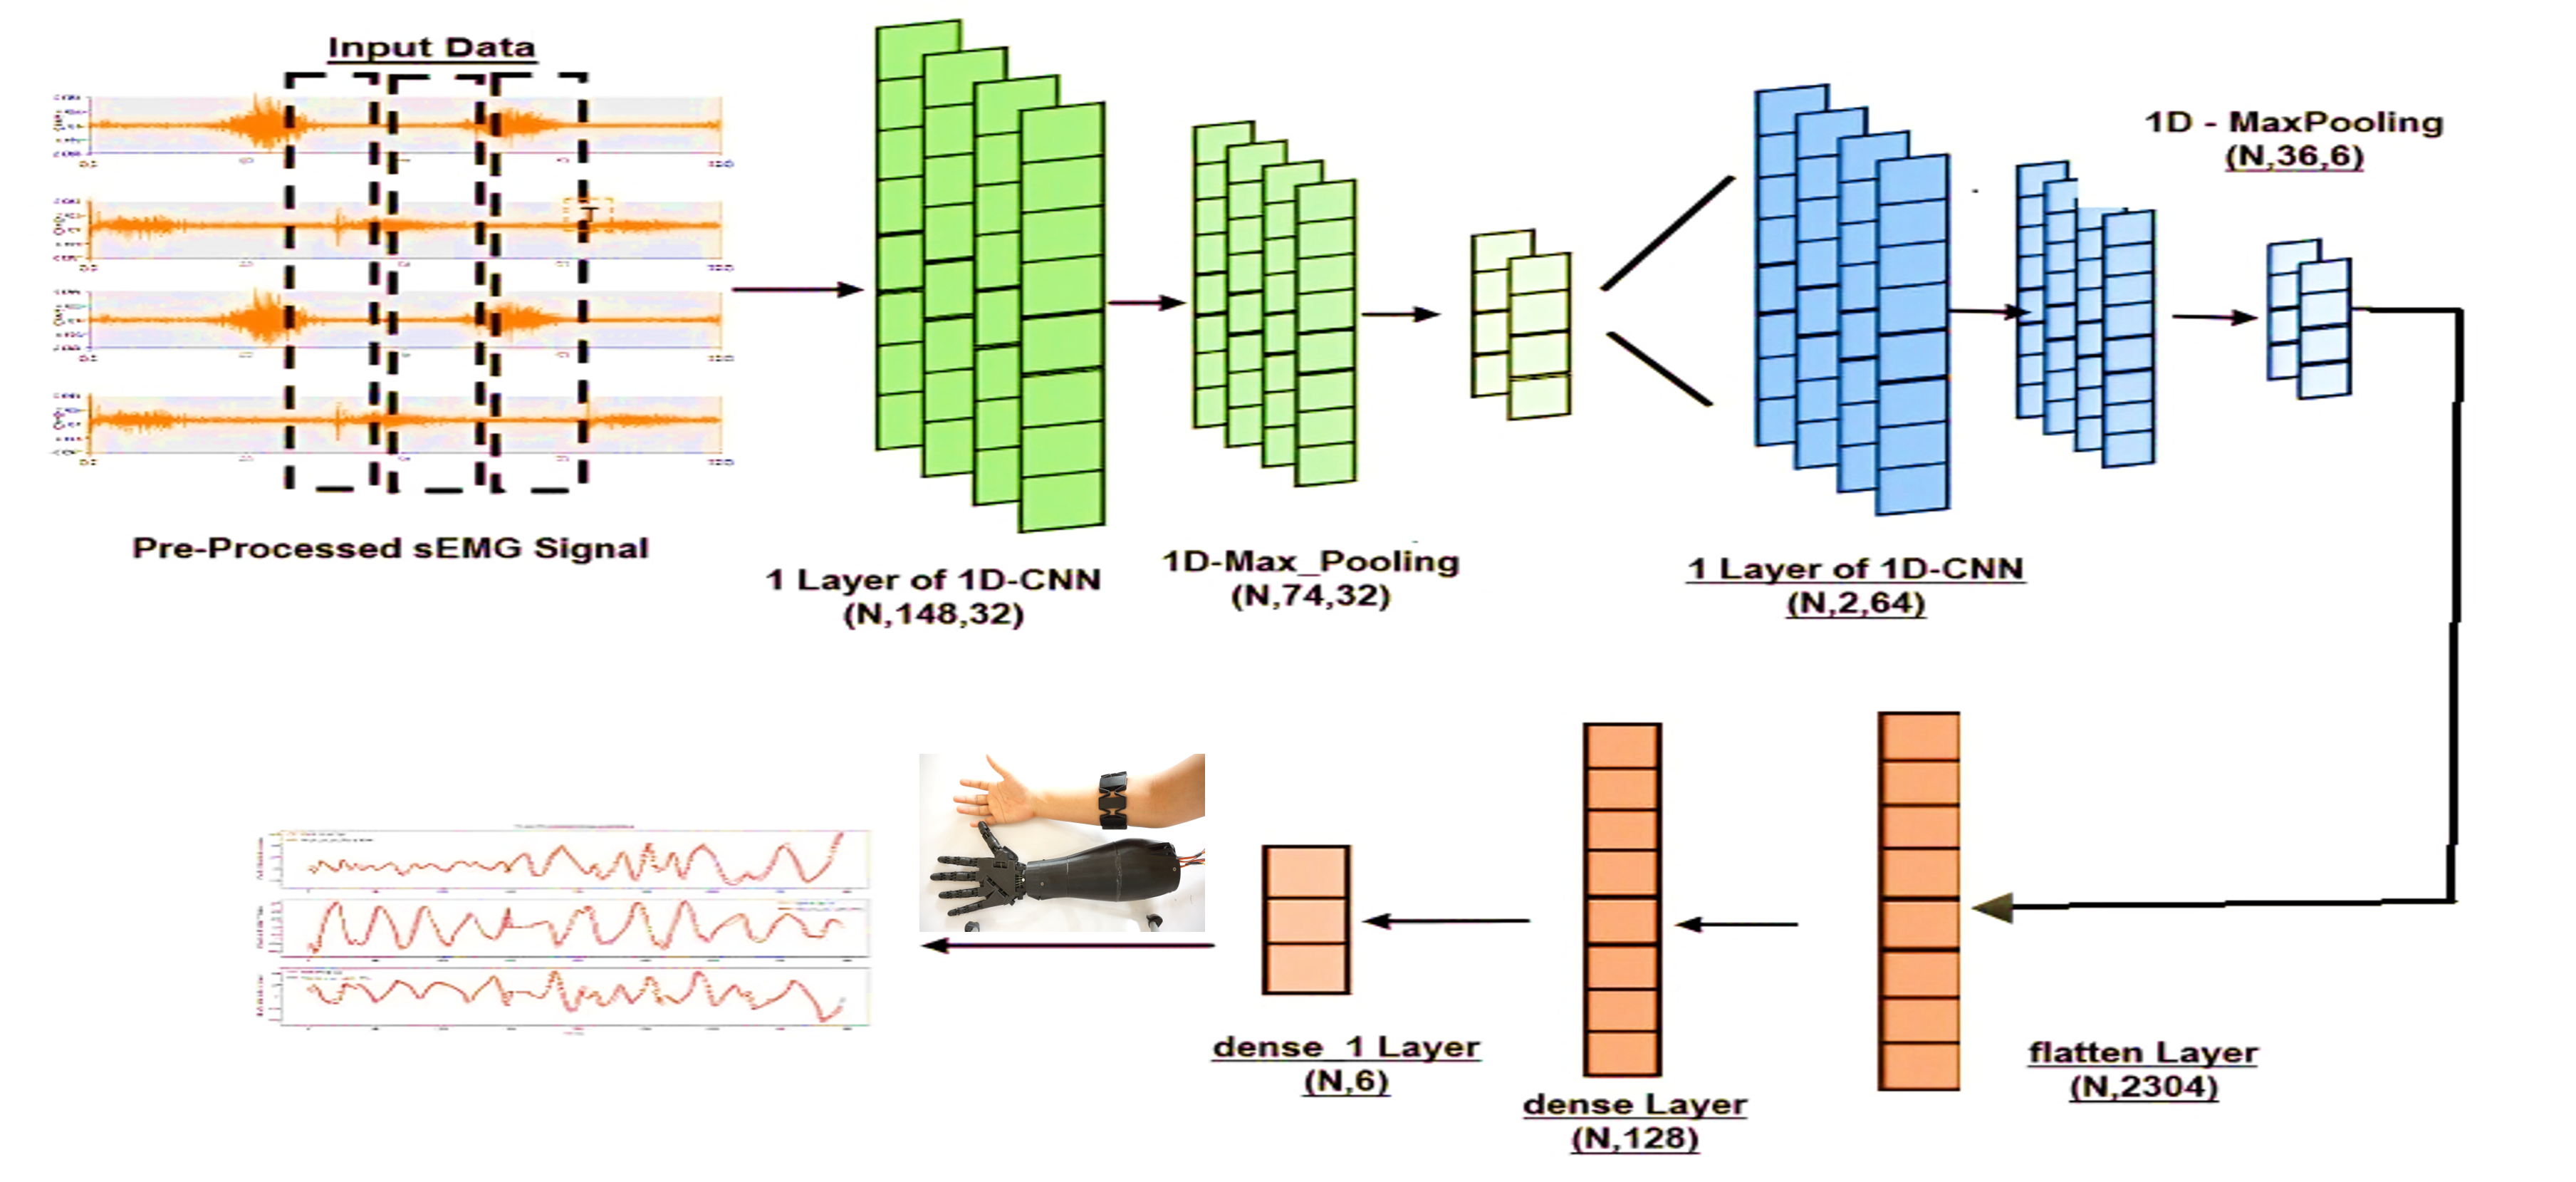 Input Data
Pre-Processed sEMG Signal
1 Layer of 1D-CNN
(N,148,32)
1D-Max_Pooling
(N,74,32)
1 Layer of 1D-CNN
(N,2,64)
1D - MaxPooling
(N,36,6)
flatten Layer
(N,2304)
dense Layer
(N,128)
dense_1 Layer
(N,6)